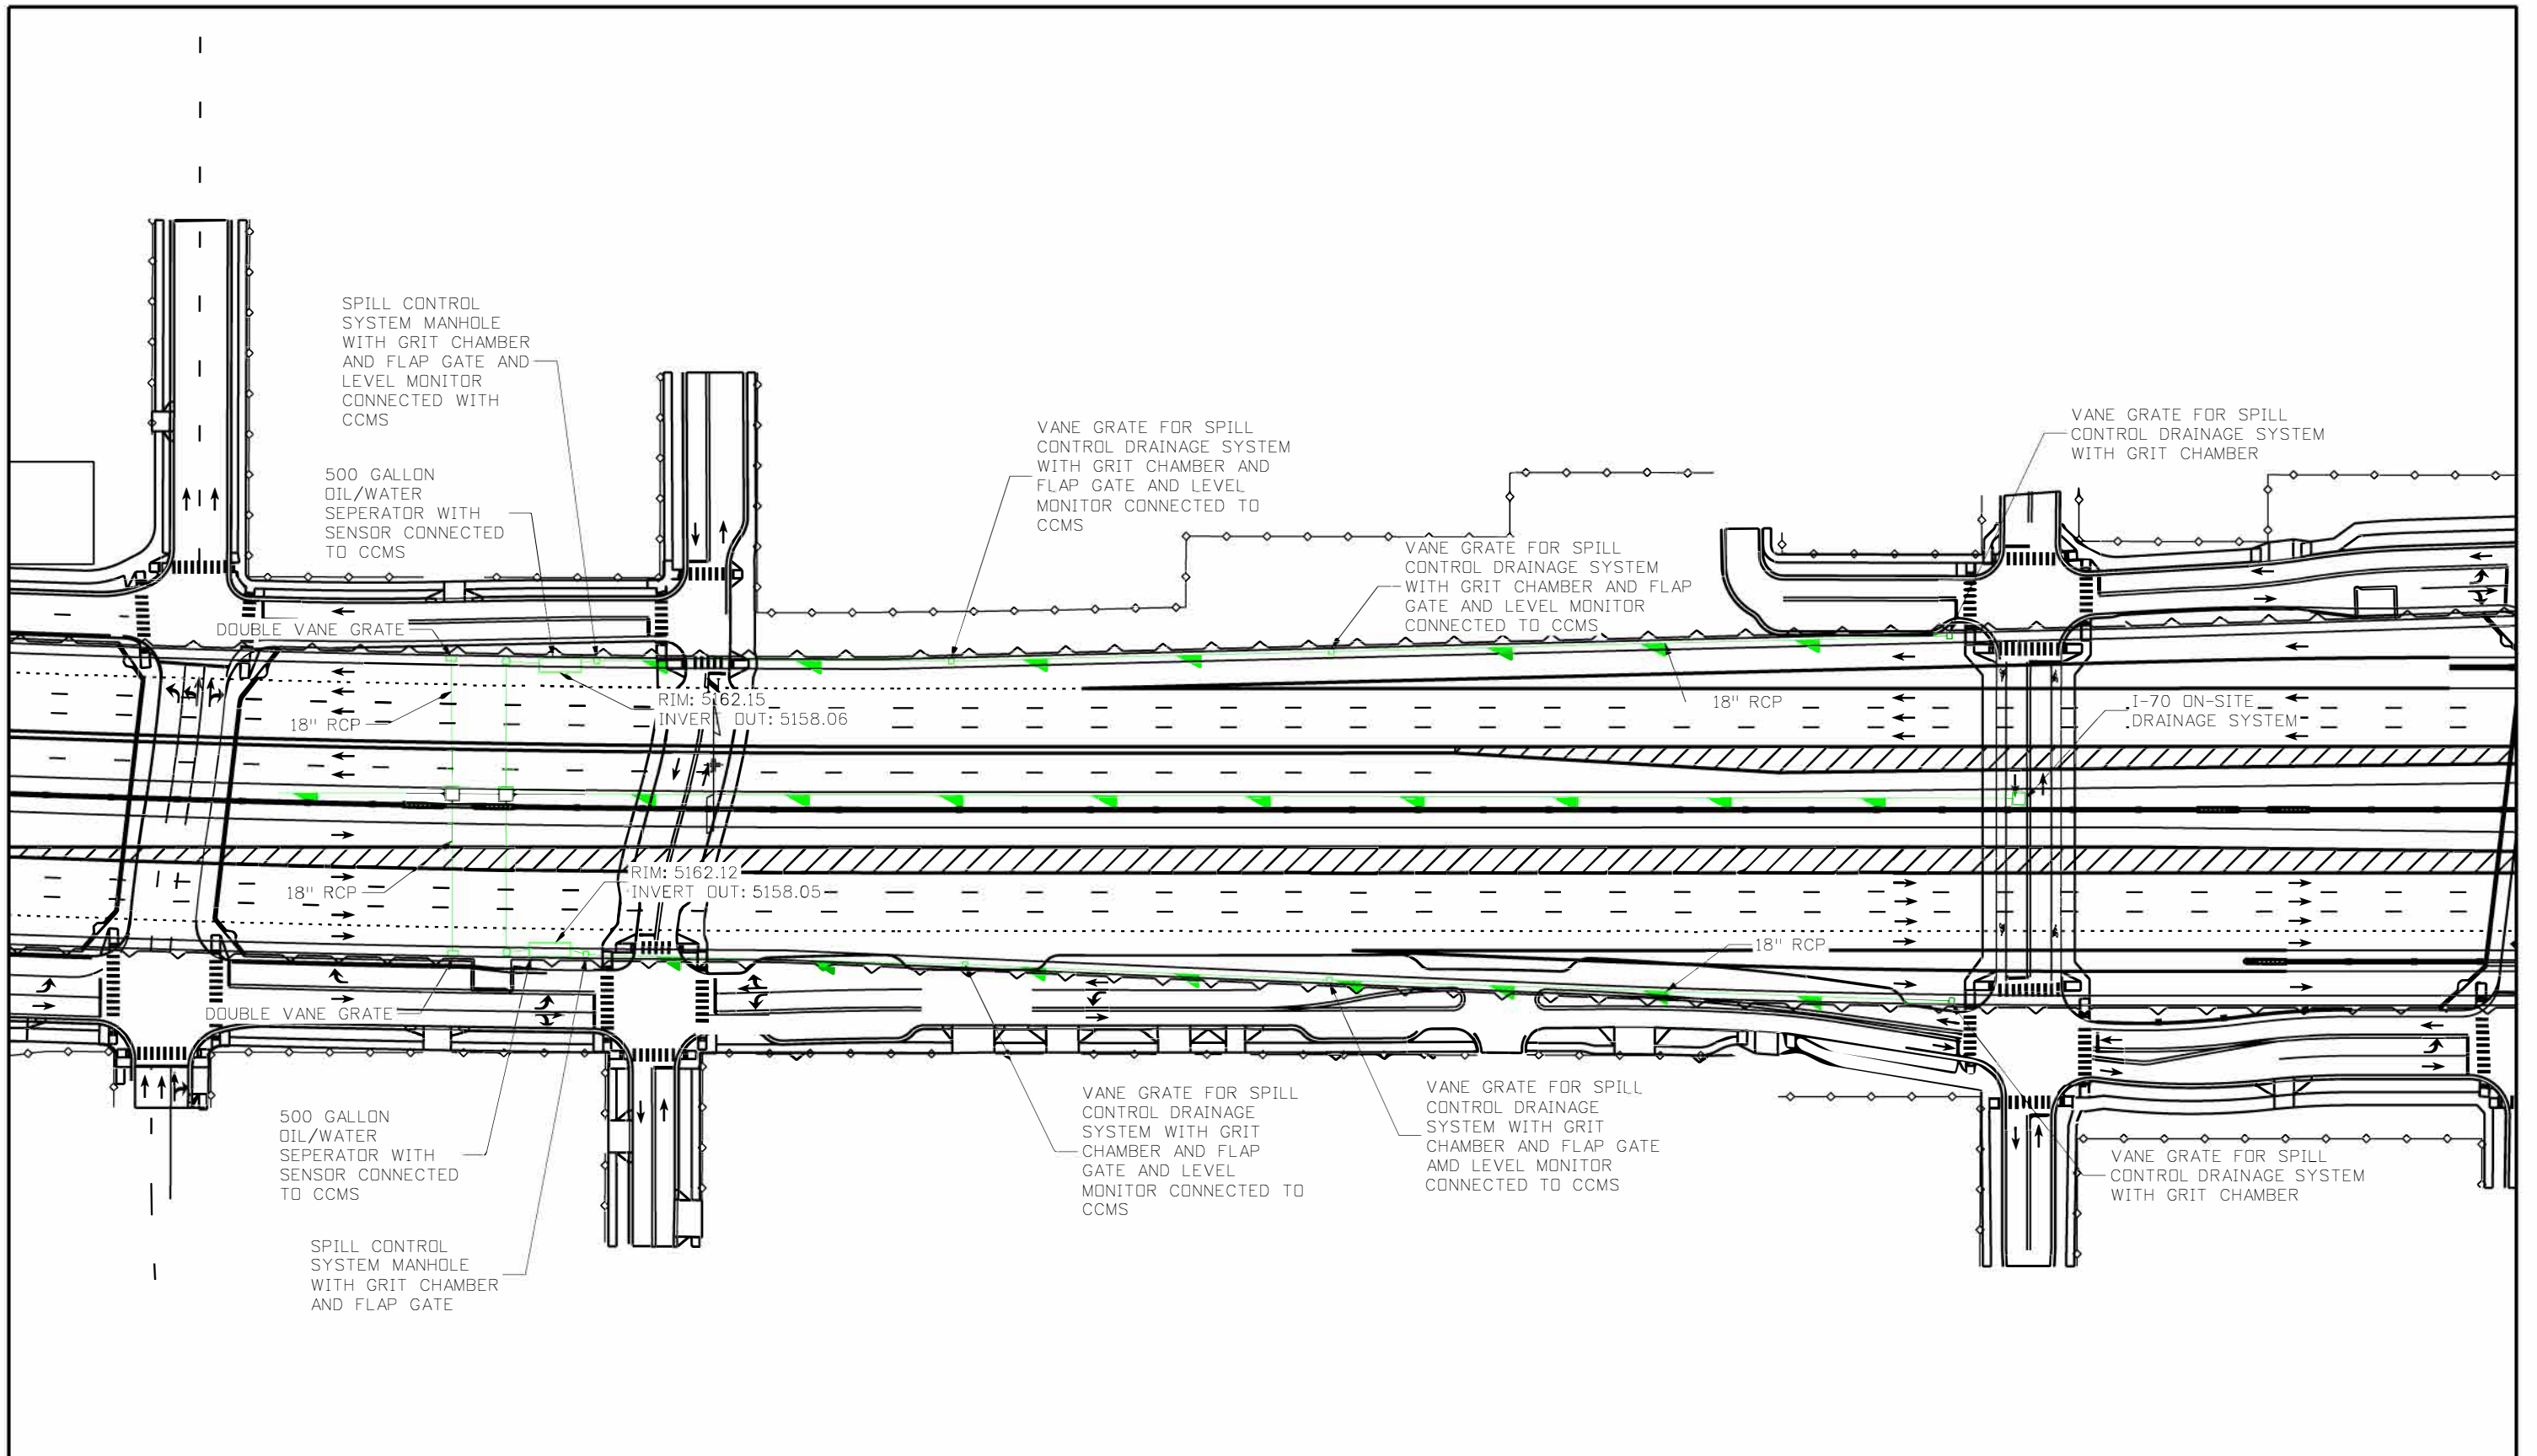 SPILL CONTROL
SYSTEM MANHOLE
WITH GRIT CHAMBER
AND FLAP GATE AND
LEVEL MONITOR
CONNECTED WITH
CCMS
500 GALLON
OIL/WATER
SEPERATOR WITH
SENSOR CONNECTED
TO CCMS
VANE GRATE FOR SPILL
CONTROL DRAINAGE SYSTEM
WITH GRIT CHAMBER AND
FLAP GATE AND LEVEL
MONITOR CONNECTED TO
CCMS
VANE GRATE FOR SPILL
CONTROL DRAINAGE SYSTEM
WITH GRIT CHAMBER AND FLAP
GATE AND LEVEL MONITOR
CONNECTED TO CCMS
VANE GRATE FOR SPILL
CONTROL DRAINAGE SYSTEM
WITH GRIT CHAMBER
DOUBLE VANE GRATE
N
18" RCP
RIM: 5162.15
INVERT OUT: 5158.06
18" RCP
I-70 ON-SITE
DRAINAGE SYSTEM
18" RCP
RIM: 5162.12
INVERT OUT: 5158.05
18" RCP
DOUBLE VANE GRATE
500 GALLON
OIL/WATER
SEPERATOR WITH
SENSOR CONNECTED
TO CCMS
SPILL CONTROL
SYSTEM MANHOLE
WITH GRIT CHAMBER
AND FLAP GATE
VANE GRATE FOR SPILL
CONTROL DRAINAGE
SYSTEM WITH GRIT
CHAMBER AND FLAP
GATE AND LEVEL
MONITOR CONNECTED TO
CCMS
VANE GRATE FOR SPILL
CONTROL DRAINAGE
SYSTEM WITH GRIT
CHAMBER AND FLAP GATE
AMD LEVEL MONITOR
CONNECTED TO CCMS
VANE GRATE FOR SPILL
CONTROL DRAINAGE SYSTEM
WITH GRIT CHAMBER